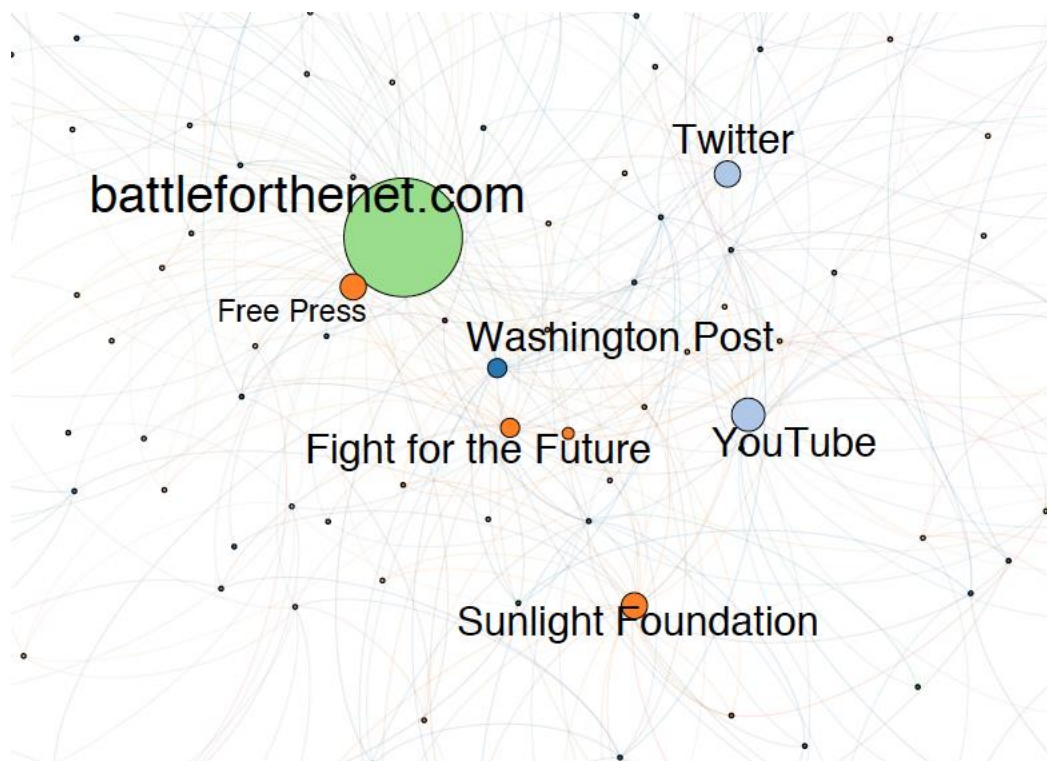 Twitter
battleforthenet.com
Free Press
Washington Post
Fight for the Future
YouTube
Sunlight Foundation